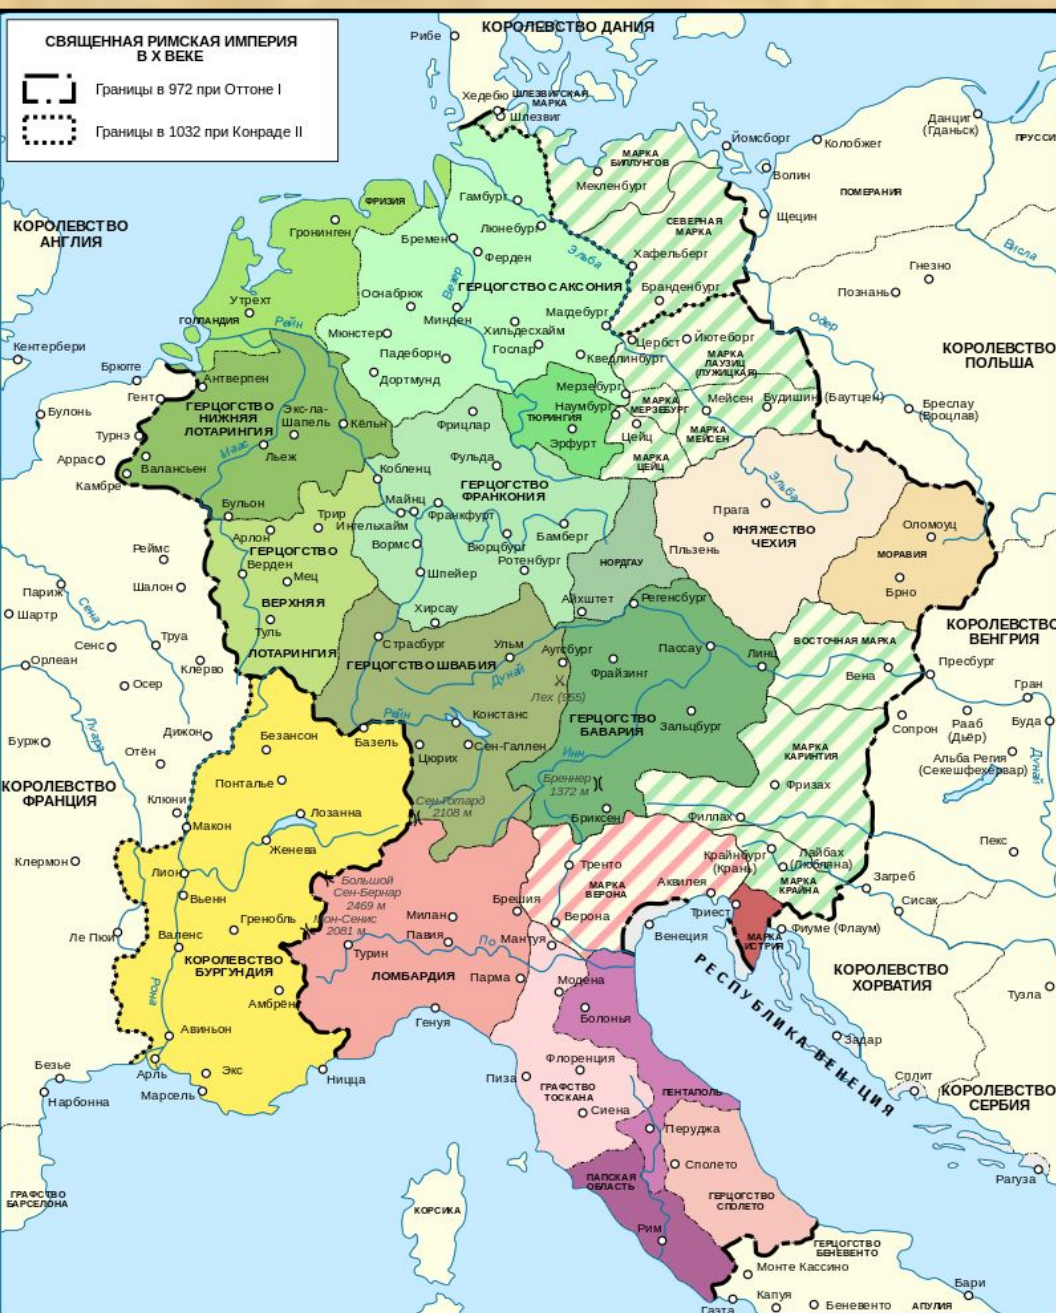 СВЯЩЕННАЯ РИМСКАЯ ИМПЕРИЯ
В X ВЕКЕ
Границы в 972 при Оттоне I
Границы в 1032 при Конраде II
КОРОЛЕВСТВО ДАНИЯ
Рибе
Хедебю
ШЛЕЗВИГСКАЯ
МАРКА
Шлезвиг
Данциг
(Гданьск)
ПРУССИ
Йомсборг
Колобжег
МАРКА
БИЛЛУНГОВ
Мекленбург
Волин
ПОМЕРАНИЯ
ФРИЗИЯ
Гамбург
КОРОЛЕВСТВО
АНГЛИЯ
Гронинген
Бремен
Люнебург
СЕВЕРНАЯ
МАРКА
Щецин
Висла
Ферден
Эльба
Хафельберг
Гнезно
Везер
ГЕРЦОГСТВО САКСОНИЯ
Бранденбург
Познань
Оснабрюк
Утрехт
ГОЛЛАНДИЯ
Рейн
Минден
Магдебург
Одер
Мюнстер
Хильдесхайм
Цербст
Йютеборг
Кентербери
Падеборн
Гослар
Кведлинбург
МАРКА
ЛАУЗИЦ
(ЛУЖИЦКАЯ)
КОРОЛЕВСТВО
ПОЛЬША
Брюгге
Антверпен
Дортмунд
Мерзебург
Гент
ГЕРЦОГСТВО
НИЖНЯЯ
ЛОТАРИНГИЯ
Экс-ла-
Шапель
Кёльн
Фрицлар
Наумбург
ТЮРИНГИЯ
МАРКА
МЕРЗЕБУРГ
Мейсен
Будишин (Баутцен)
Бреслау
(Вроцлав)
Булонь
Турнэ
Эрфурт
Цейц
МАРКА
МЕЙСЕН
Маас
Льеж
Аррас
Валансьен
Камбре
Кобленц
Фульда
МАРКА
ЦЕЙЦ
Эльба
ГЕРЦОГСТВО
ФРАНКОНИЯ
Бульон
Трир
Майнц
Ингельхайм
Франкфурт
Прага
Оломоуц
Арлон
ГЕРЦОГСТВО
Вормс
Вюрцбург
Бамберг
КНЯЖЕСТВО
ЧЕХИЯ
Пльзень
Реймс
Верден
Мец
Ротенбург
НОРДГАУ
МОРАВИЯ
Шпейер
Париж
Шалон
ВЕРХНЯЯ
Айхштет
Регенсбург
Брно
Шартр
Сена
Хирсау
Туль
Труа
ЛОТАРИНГИЯ
Страсбург
Ульм
Аугсбург
Пассау
Линц
ВОСТОЧНАЯ МАРКА
КОРОЛЕВСТВО
ВЕНГРИЯ
Сенс
Орлеан
Клерво
ГЕРЦОГСТВО ШВАБИЯ
Дунай
Фрайзинг
Вена
Пресбург
Осер
Лех (955)
Гран
Луара
Рейн
Констанс
ГЕРЦОГСТВО
БАВАРИЯ
Зальцбург
Сопрон
Рааб
(Дьёр)
Буда
Дижон
Безансон
Базель
Бурж
Отён
Цюрих
Сен-Галлен
Инн
МАРКА
КАРИНТИЯ
Альба Регия
(Секешфехервар)
Дунай
Понталье
Бреннер
1372 м
Фризах
КОРОЛЕВСТВО
ФРАНЦИЯ
Клюни
Лозанна
Сен-Готард
2108 м
Бриксен
Филлах
Макон
Женева
Пекс
Клермон
Тренто
Крайнбург
(Крань)
Лайбах
(Любляна)
Лион
Большой
Сен-Бернар
2469 м
МАРКА
ВЕРОНА
Аквилея
МАРКА
КРАЙНА
Загреб
Вьенн
Брешия
Сисак
Гренобль
Мон-Сенис
2081 м
Милан
Верона
Триест
Ле Пюи
Валенс
Павия
По
Мантуя
Венеция
МАРКА
ИСТРИЯ
Фиуме (Флаум)
Турин
КОРОЛЕВСТВО
БУРГУНДИЯ
ЛОМБАРДИЯ
Парма
Модена
КОРОЛЕВСТВО
ХОРВАТИЯ
Рона
Амбрён
Тузла
Генуя
Болонья
РЕСПУБЛИКА ВЕНЕЦИЯ
Авиньон
Задар
Безье
Арль
Экс
Флоренция
Ницца
Пиза
ГРАФСТВО
ТОСКАНА
Сплит
Нарбонна
Марсель
ПЕНТАПОЛЬ
КОРОЛЕВСТВО
СЕРБИЯ
Сиена
Перуджа
Сполето
ПАПСКАЯ
ОБЛАСТЬ
Рагуза
ГРАФСТВО
БАРСЕЛОНА
ГЕРЦОГСТВО
СПОЛЕТО
КОРСИКА
Рим
ГЕРЦОГСТВО
БЕНЕВЕНТО
Монте Кассино
Бари
Капуя
Гаэта
Беневенто
АПУЛИЯ